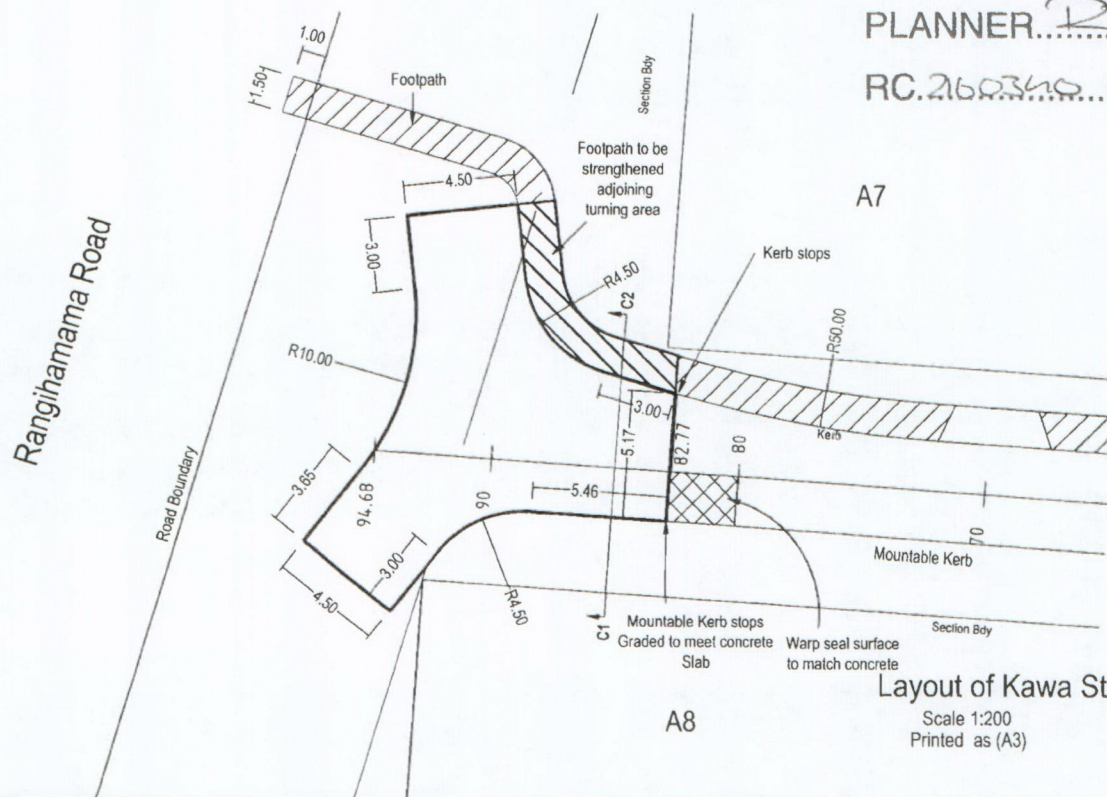 PLANNER
RC. 2160340
1.00
1.50
Footpath
Section Bdy
Footpath to be
strengthened
adjoining
turning area
A7
4.50
3.00
Kerb stops
R4.50
C2
R50.00
Rangihamama Road
R10.00
3.00
Kerb
5.17
82.77
80
3.65
94.68
90
5.46
70
Road Boundary
Mountable Kerb
3.00
4.50
R4.50
C1
Mountable Kerb stops
Graded to meet concrete
Slab
Warp seal surface
to match concrete
Section Bdy
Layout of Kawa St
Scale 1:200
Printed as (A3)
A8